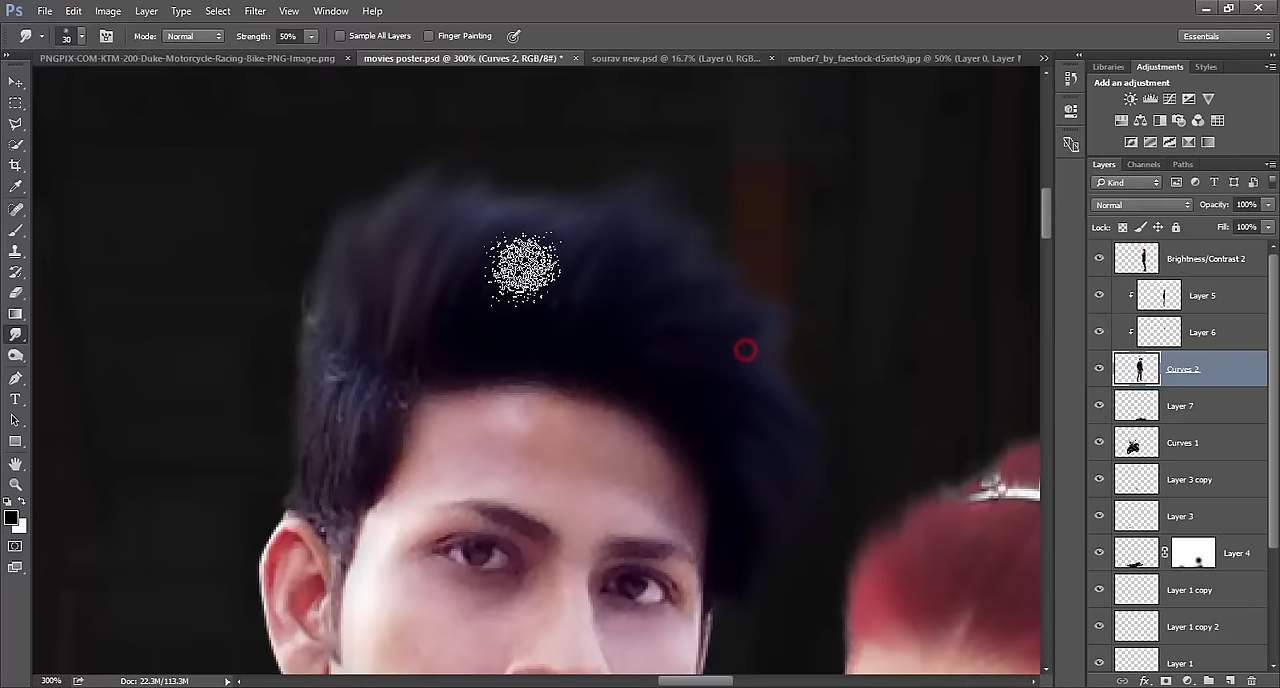 Ps File Edit Image Layer Type Select Filter View Window Help
30 Mode: Normal Strength: 50% Sample All Layers Finger Painting Essentials
PNGPIX-COM-KTM-200-Duke-Motorcycle-Racing-Bike-PNG-Image.png × movies poster.psd @ 300% (Curves 2, RGB/8#) * × sourav new.psd @ 16.7% (Layer 0, RGB... × ember7_by_faestock-d5xrls9.jpg @ 50% (Layer 0, Layer
Libraries Adjustments Styles
Add an adjustment
Layers Channels Paths
Kind
Normal Opacity: 100%
Lock: Fill: 100%
Brightness/Contrast 2
Layer 5
Layer 6
Curves 2
Layer 7
Curves 1
Layer 3 copy
Layer 3
Layer 4
Layer 1 copy
Layer 1 copy 2
Layer 1
300% Doc: 22.3M/113.3M
fx